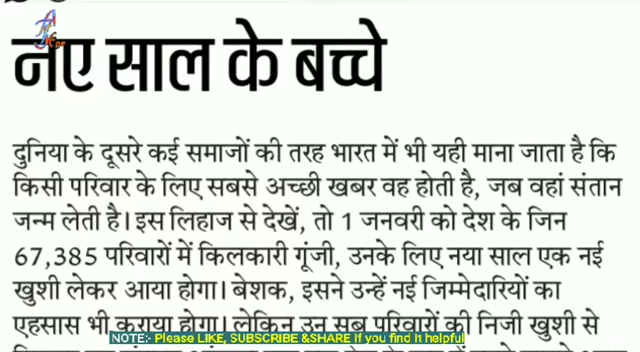 नए साल के बच्चे
दुनिया के दूसरे कई समाजों की तरह भारत में भी यही माना जाता है कि
किसी परिवार के लिए सबसे अच्छी खबर वह होती है, जब वहां संतान
जन्म लेती है। इस लिहाज से देखें, तो 1 जनवरी को देश के जिन
67,385 परिवारों में किलकारी गूंजी, उनके लिए नया साल एक नई
खुशी लेकर आया होगा। बेशक, इसने उन्हें नई जिम्मेदारियों का
एहसास भी कराया होगा। लेकिन उन सब परिवारों की निजी खुशी से
NOTE:- Please LIKE, SUBSCRIBE &SHARE If you find it helpful